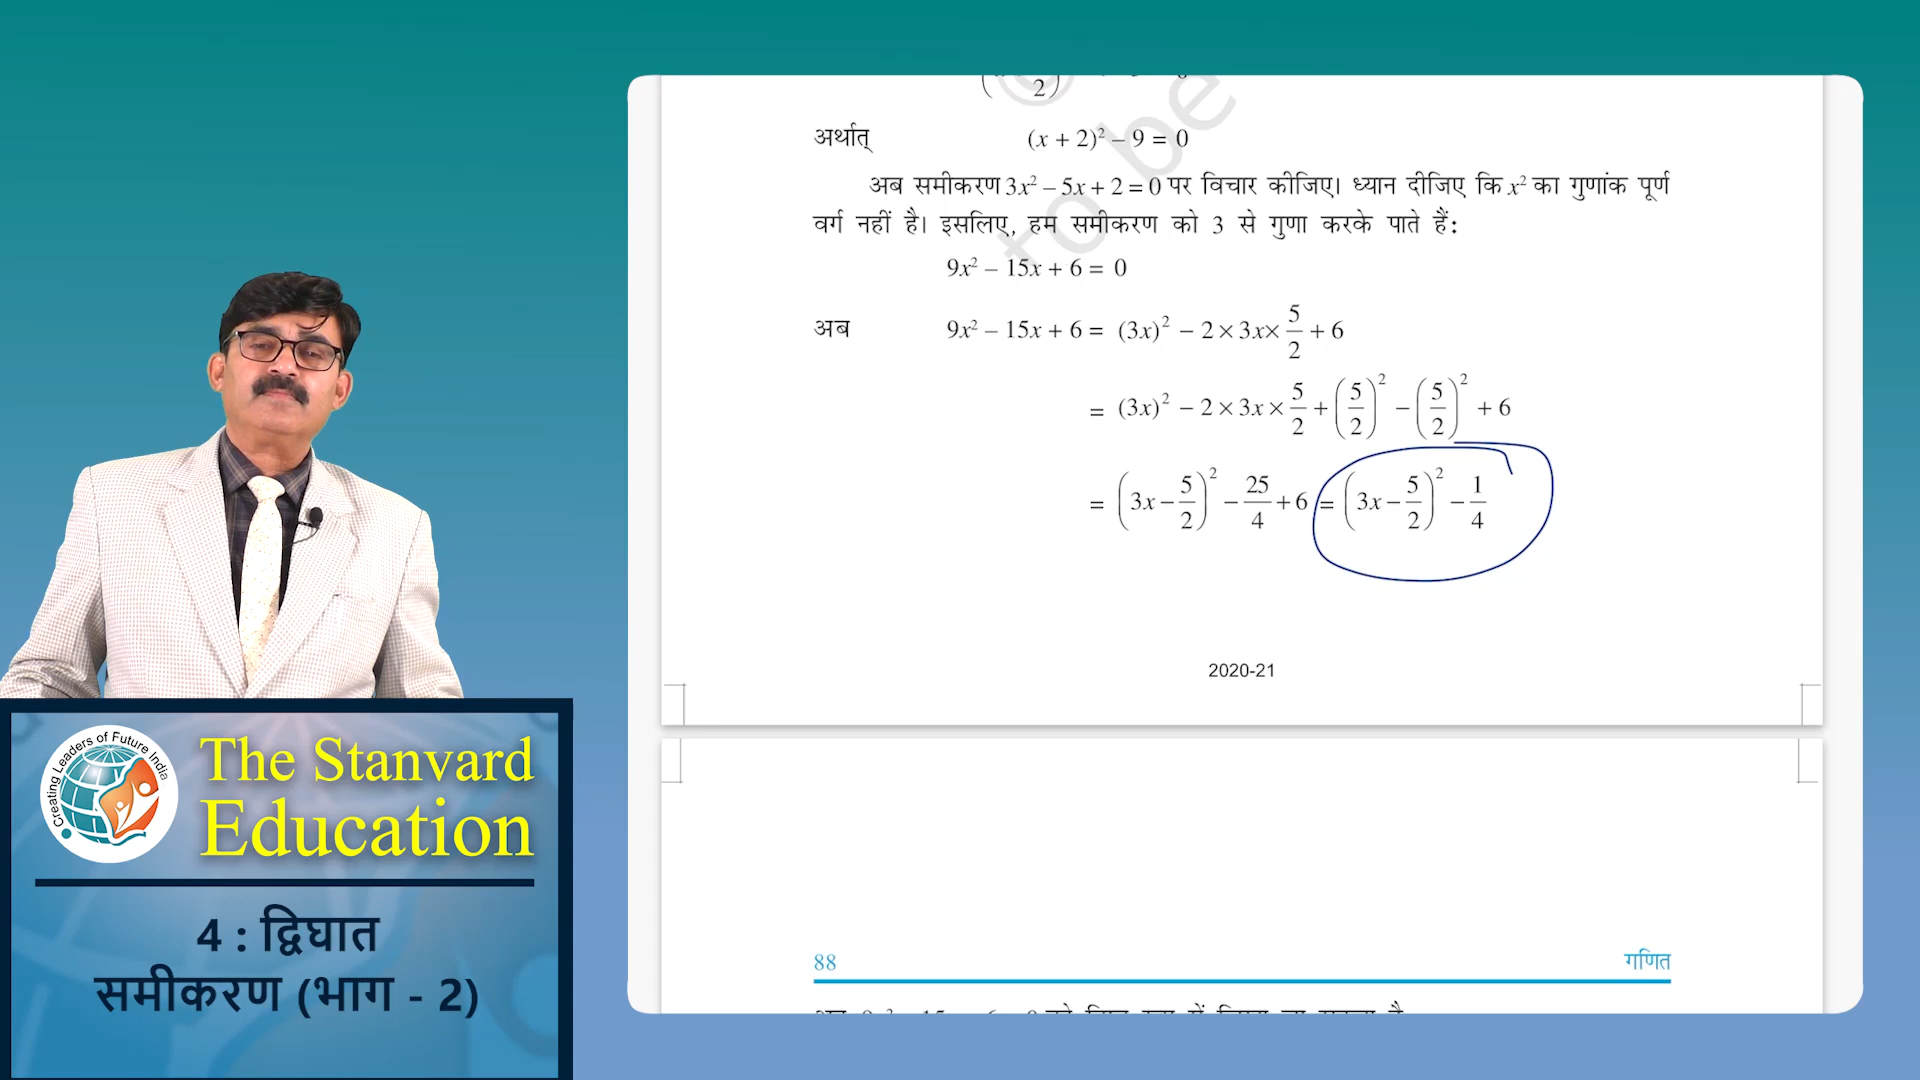 अर्थात् (x + 2)² – 9 = 0
अब समीकरण 3x² – 5x + 2 = 0 पर विचार कीजिए। ध्यान दीजिए कि x² का गुणांक पूर्ण
वर्ग नहीं है। इसलिए, हम समीकरण को 3 से गुणा करके पाते हैं:
9x² – 15x + 6 = 0
अब 9x² – 15x + 6 = (3x)² – 2 × 3x × 5/2 + 6
= (3x)² – 2 × 3x × 5/2 + (5/2)² – (5/2)² + 6
= (3x – 5/2)² – 25/4 + 6 = (3x – 5/2)² – 1/4
2020-21
88 गणित
to be
Creating Leaders of Future India
The Stanvard
Education
4 : द्विघात
समीकरण (भाग - 2)